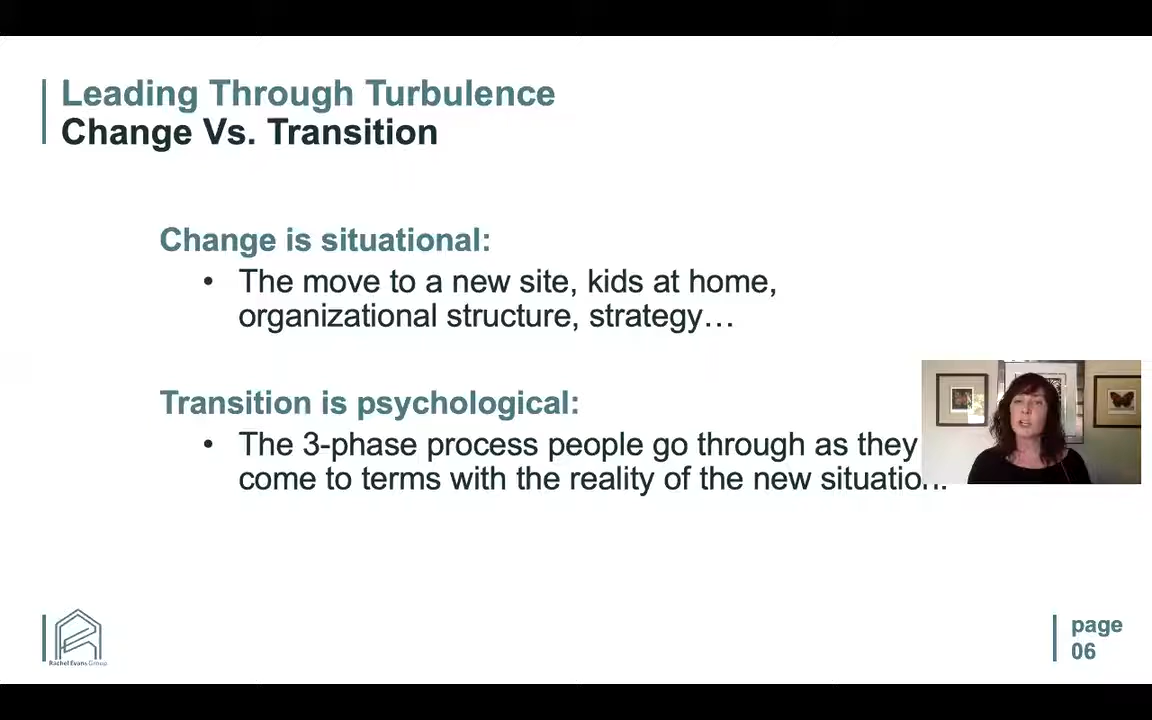 Leading Through Turbulence
Change Vs. Transition
Change is situational:
• The move to a new site, kids at home,
organizational structure, strategy…
Transition is psychological:
• The 3-phase process people go through as they
come to terms with the reality of the new situation.
Rachel Evans Group
page
06